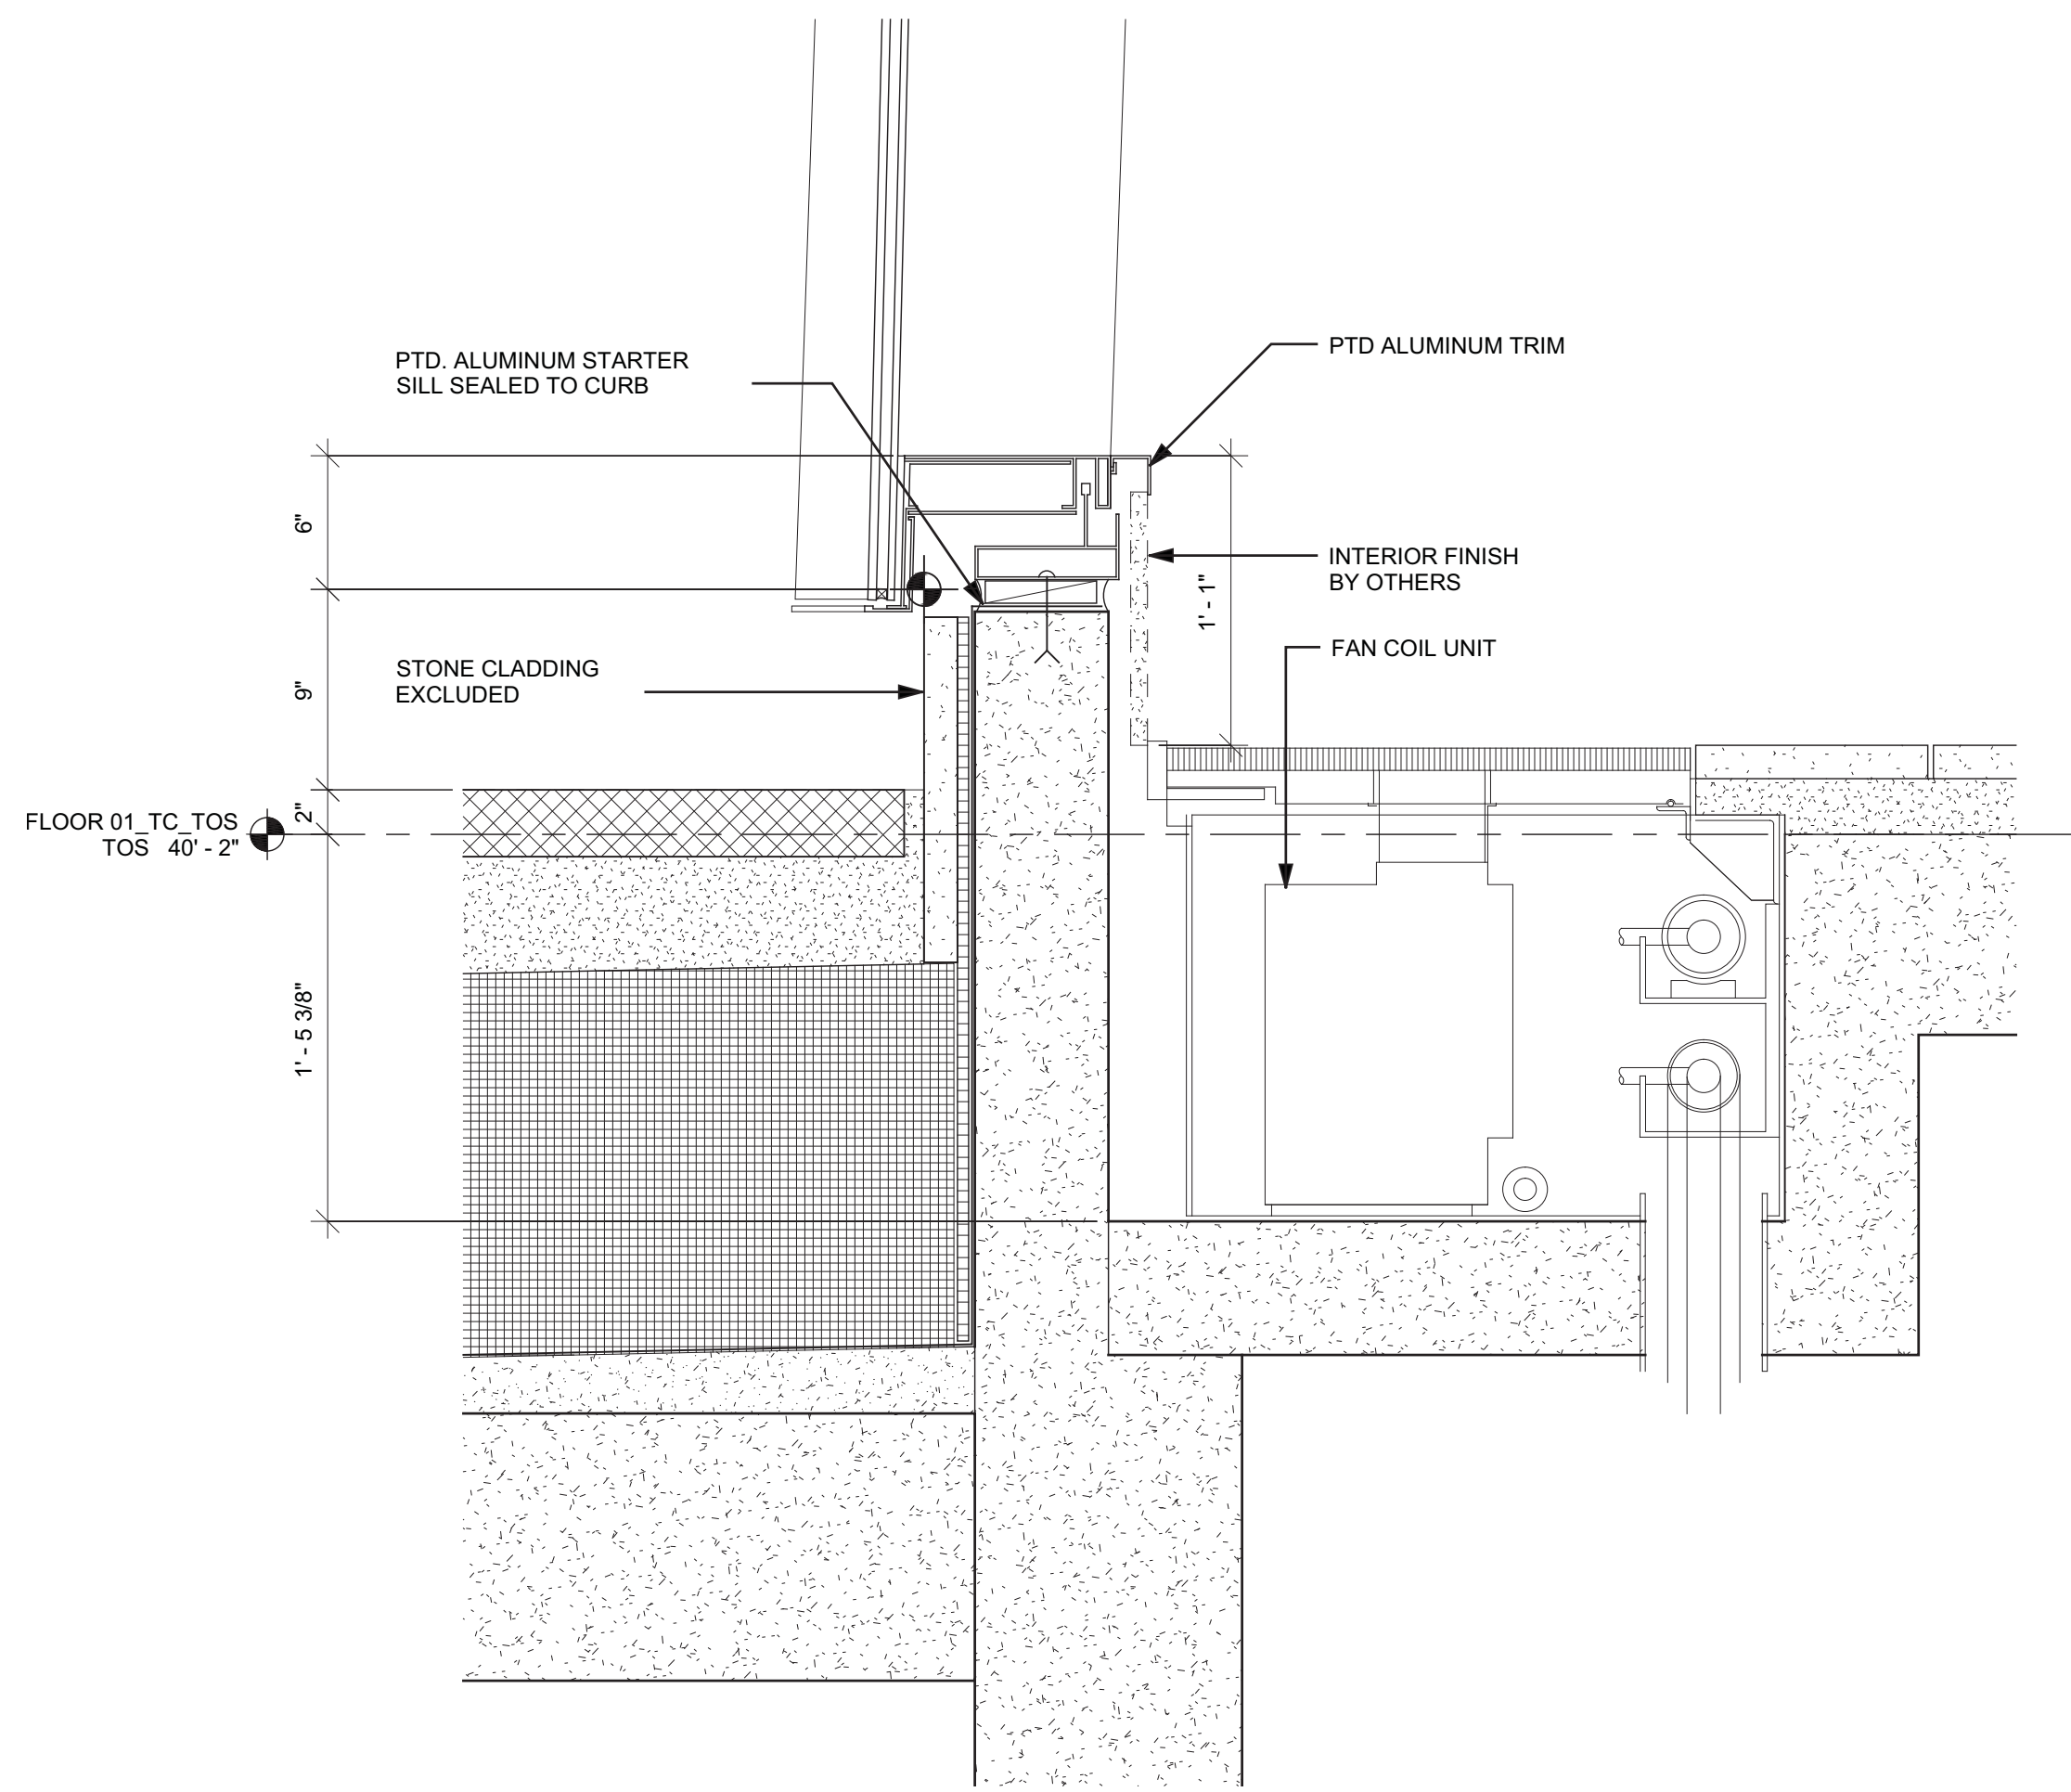 PTD. ALUMINUM STARTER
SILL SEALED TO CURB
PTD ALUMINUM TRIM
6"
INTERIOR FINISH
BY OTHERS
1' - 1"
FAN COIL UNIT
STONE CLADDING
EXCLUDED
9"
2"
FLOOR 01_TC_TOS
TOS 40' - 2"
1' - 5 3/8"